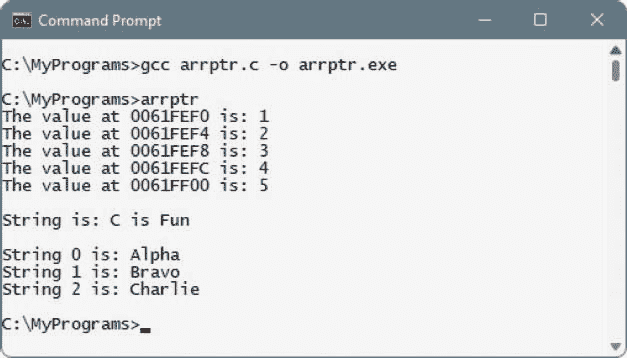 Command Prompt
C:\MyPrograms>gcc arrptr.c -o arrptr.exe
C:\MyPrograms>arrptr
The value at 0061FEF0 is: 1
The value at 0061FEF4 is: 2
The value at 0061FEF8 is: 3
The value at 0061FEFC is: 4
The value at 0061FF00 is: 5
String is: C is Fun
String 0 is: Alpha
String 1 is: Bravo
String 2 is: Charlie
C:\MyPrograms>_